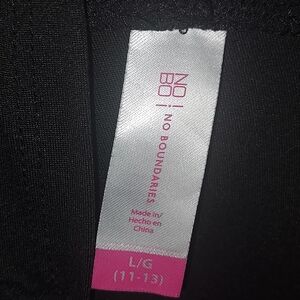 NO!
BO!
NO BOUNDARIES
Made in/
Hecho en
China
L/G
(11-13)